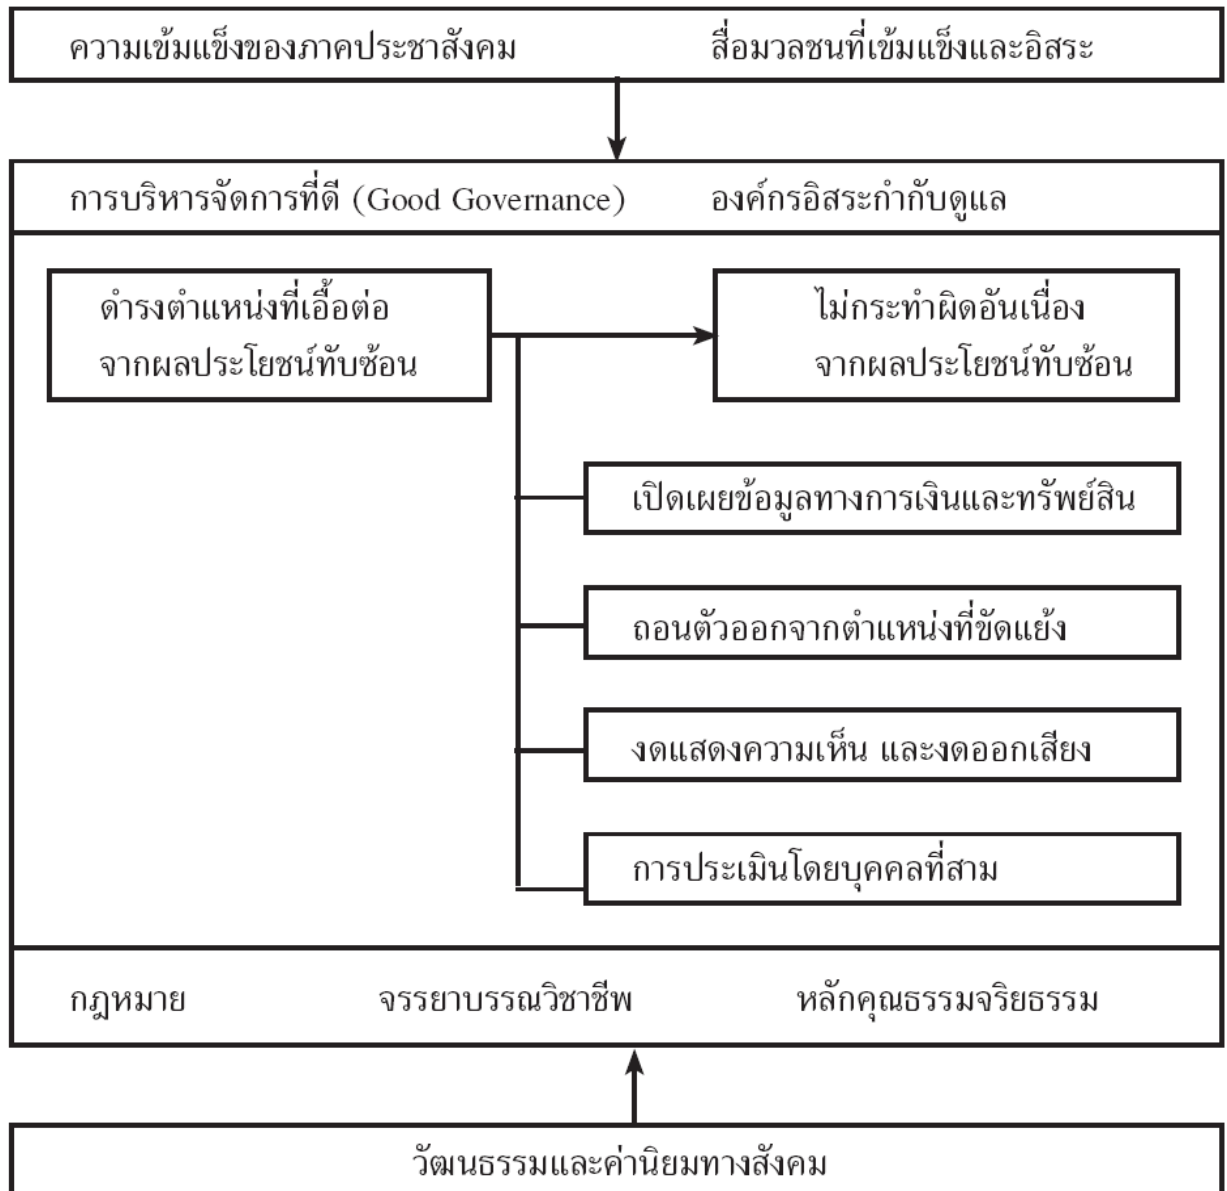 ความเข้มแข็งของภาคประชาสังคม สื่อมวลชนที่เข้มแข็งและอิสระ
การบริหารจัดการที่ดี (Good Governance) องค์กรอิสระกำกับดูแล
ดำรงตำแหน่งที่เอื้อต่อ
จากผลประโยชน์ทับซ้อน
ไม่กระทำผิดอันเนื่อง
จากผลประโยชน์ทับซ้อน
เปิดเผยข้อมูลทางการเงินและทรัพย์สิน
ถอนตัวออกจากตำแหน่งที่ขัดแย้ง
งดแสดงความเห็น และงดออกเสียง
การประเมินโดยบุคคลที่สาม
กฎหมาย จรรยาบรรณวิชาชีพ หลักคุณธรรมจริยธรรม
วัฒนธรรมและค่านิยมทางสังคม